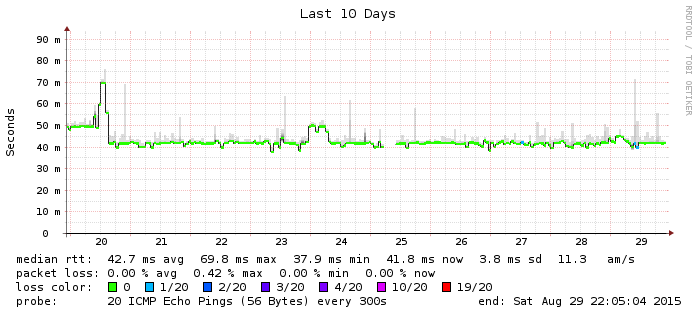 Last 10 Days
RRDTOOL / TOBI OETIKER
Seconds
90 m
80 m
70 m
60 m
50 m
40 m
30 m
20 m
10 m
0
20 21 22 23 24 25 26 27 28 29
median rtt: 42.7 ms avg 69.8 ms max 37.9 ms min 41.8 ms now 3.8 ms sd 11.3 am/s
packet loss: 0.00 % avg 0.42 % max 0.00 % min 0.00 % now
loss color: 0 1/20 2/20 3/20 4/20 10/20 19/20
probe: 20 ICMP Echo Pings (56 Bytes) every 300s end: Sat Aug 29 22:05:04 2015